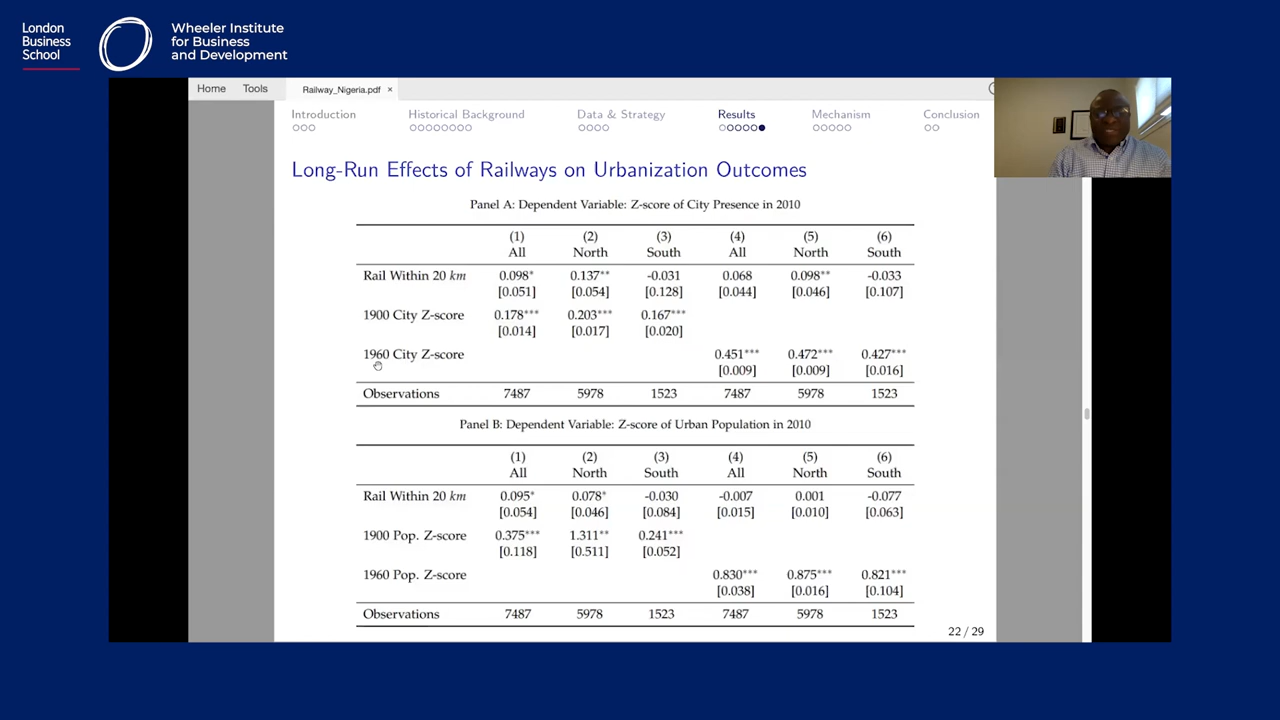 London
Business
School
Wheeler Institute
for Business
and Development
Home Tools Railway_Nigeria.pdf ×
Introduction Historical Background Data & Strategy Results Mechanism Conclusion
Long-Run Effects of Railways on Urbanization Outcomes
Panel A: Dependent Variable: Z-score of City Presence in 2010
(1) (2) (3) (4) (5) (6)
All North South All North South
Rail Within 20 km 0.098* 0.137** -0.031 0.068 0.098** -0.033
[0.051] [0.054] [0.128] [0.044] [0.046] [0.107]
1900 City Z-score 0.178*** 0.203*** 0.167***
[0.014] [0.017] [0.020]
1960 City Z-score 0.451*** 0.472*** 0.427***
[0.009] [0.009] [0.016]
Observations 7487 5978 1523 7487 5978 1523
Panel B: Dependent Variable: Z-score of Urban Population in 2010
(1) (2) (3) (4) (5) (6)
All North South All North South
Rail Within 20 km 0.095* 0.078* -0.030 -0.007 0.001 -0.077
[0.054] [0.046] [0.084] [0.015] [0.010] [0.063]
1900 Pop. Z-score 0.375*** 1.311** 0.241***
[0.118] [0.511] [0.052]
1960 Pop. Z-score 0.830*** 0.875*** 0.821***
[0.038] [0.016] [0.104]
Observations 7487 5978 1523 7487 5978 1523
22 / 29